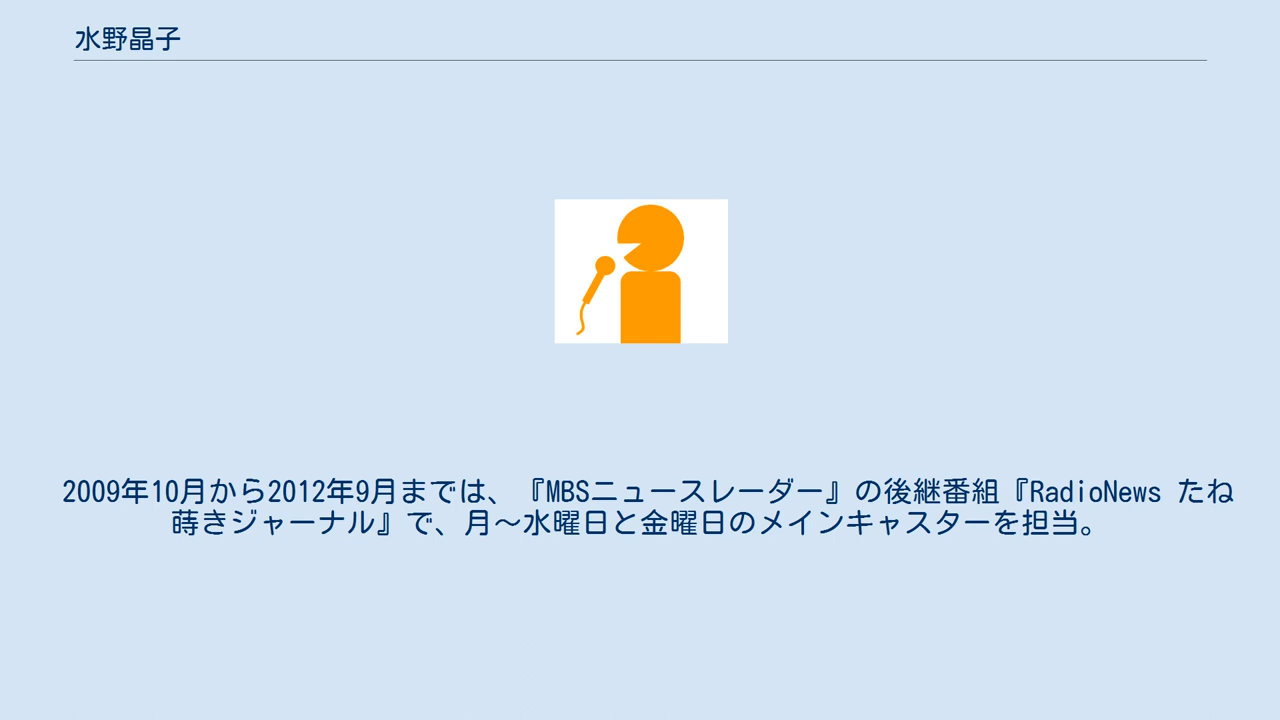 水野晶子
2009年10月から2012年9月までは、『MBSニュースレーダー』の後継番組『RadioNews たね
蒔きジャーナル』で、月〜水曜日と金曜日のメインキャスターを担当。